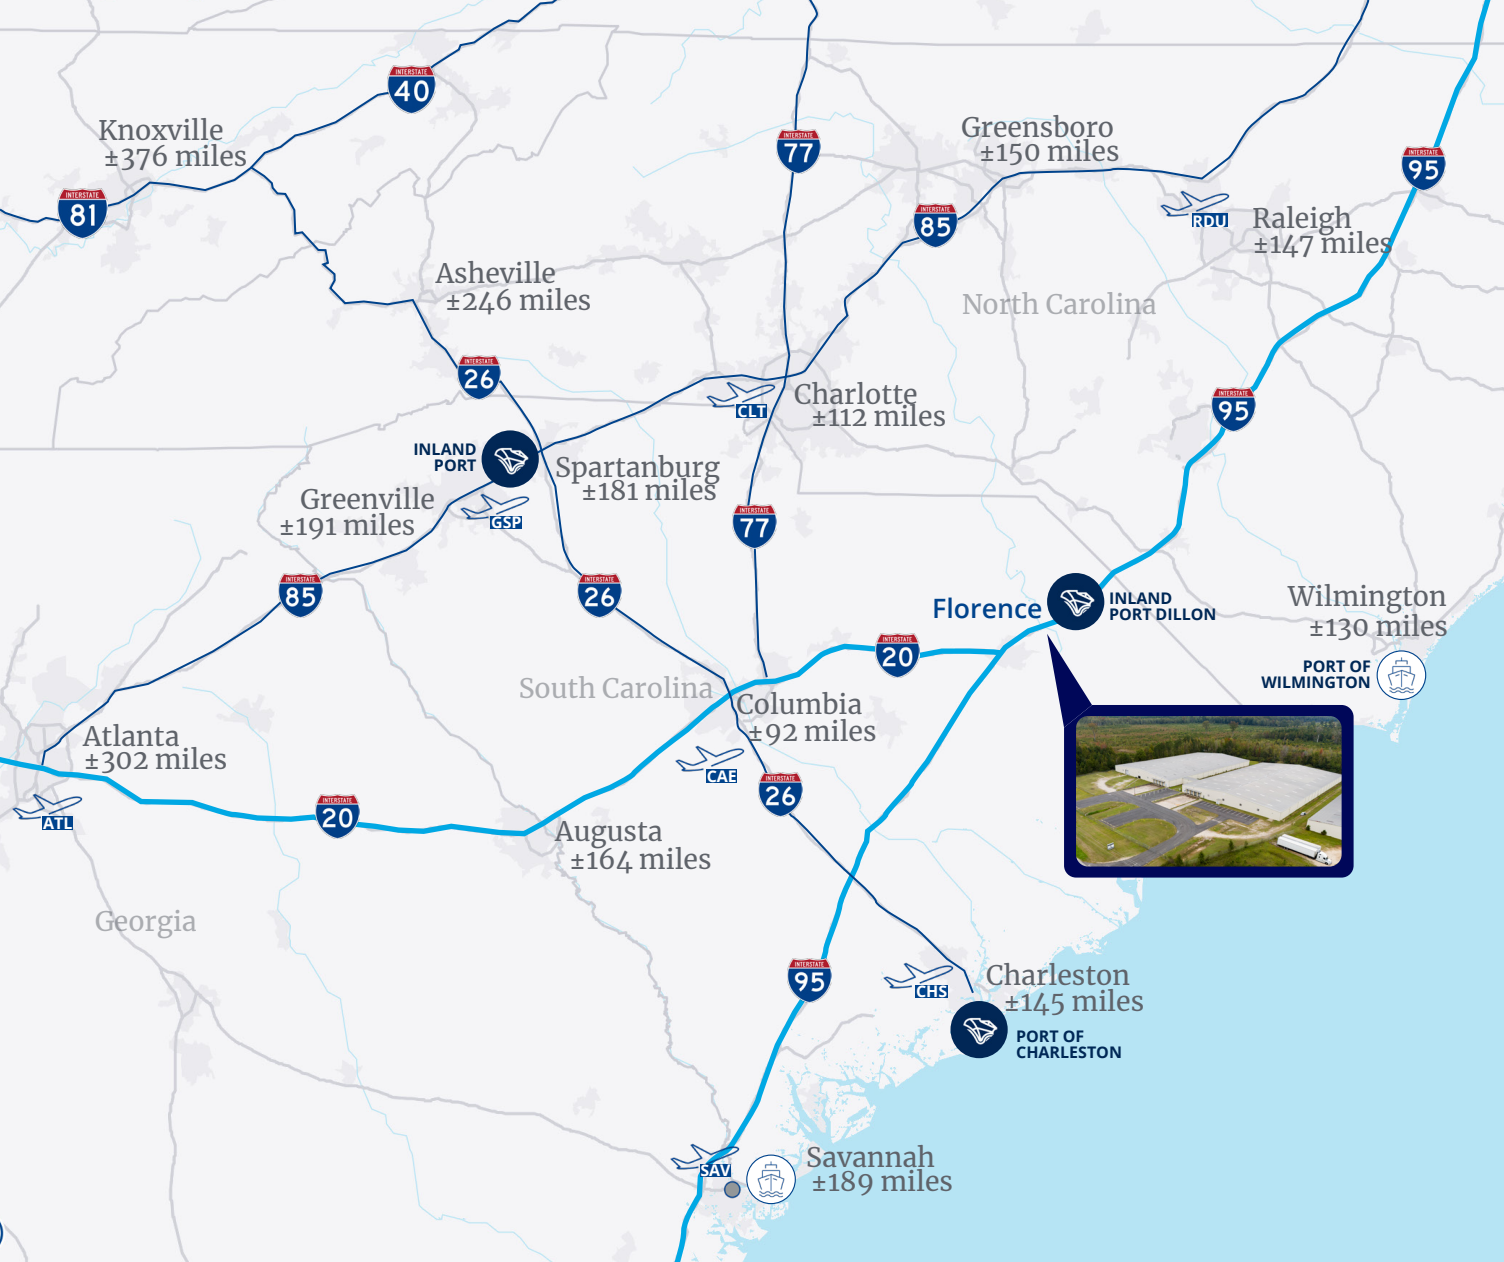 INTERSTATE
40
Knoxville
±376 miles
INTERSTATE
81
INTERSTATE
77
Greensboro
±150 miles
INTERSTATE
95
INTERSTATE
85
RDU
Raleigh
±147 miles
Asheville
±246 miles
North Carolina
INTERSTATE
26
CLT
Charlotte
±112 miles
INTERSTATE
95
INLAND
PORT
Spartanburg
±181 miles
Greenville
±191 miles
GSP
INTERSTATE
77
INTERSTATE
85
INTERSTATE
26
Florence
INLAND
PORT DILLON
Wilmington
±130 miles
PORT OF
WILMINGTON
INTERSTATE
20
South Carolina
Columbia
±92 miles
Atlanta
±302 miles
CAE
INTERSTATE
26
ATL
INTERSTATE
20
Augusta
±164 miles
Georgia
INTERSTATE
95
CHS
Charleston
±145 miles
PORT OF
CHARLESTON
SAV
Savannah
±189 miles